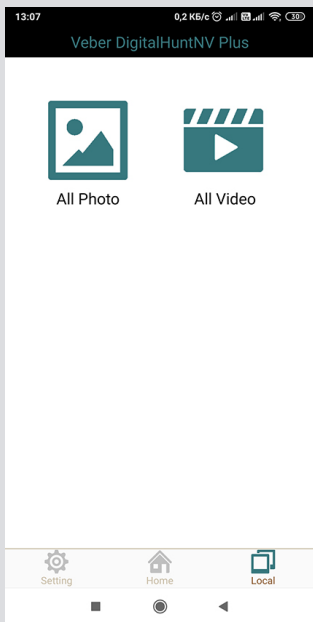 13:07 0,2 КБ/с 30
Veber DigitalHuntNV Plus
All Photo All Video
Setting Home Local